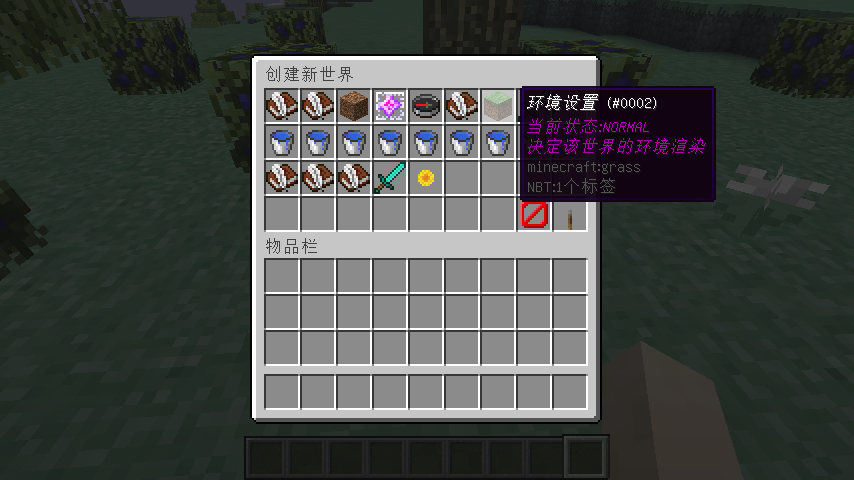 创建新世界
环境设置 (#0002)
当前状态:NORMAL
决定该世界的环境渲染
minecraft:grass
NBT:1个标签
物品栏